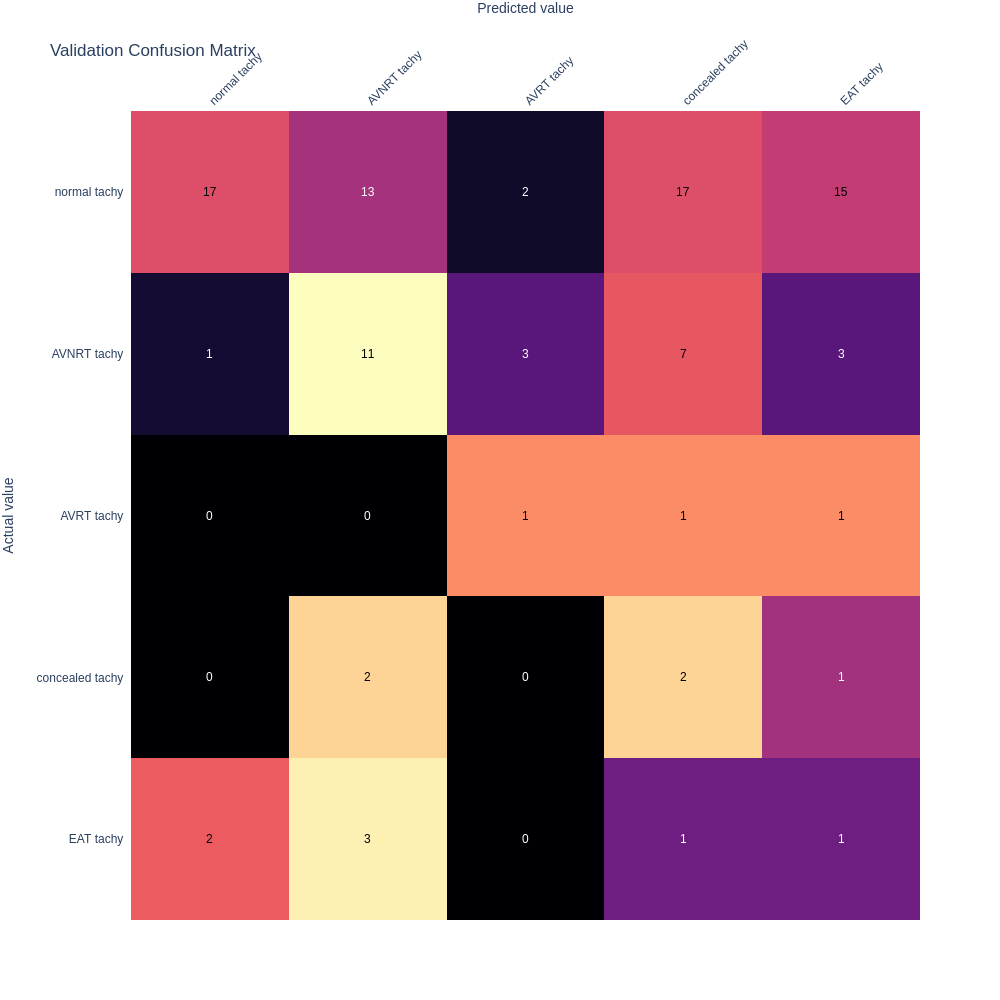 Predicted value
Validation Confusion Matrix
normal tachy AVNRT tachy AVRT tachy concealed tachy EAT tachy
normal tachy 17 13 2 17 15
AVNRT tachy 1 11 3 7 3
Actual value
AVRT tachy 0 0 1 1 1
concealed tachy 0 2 0 2 1
EAT tachy 2 3 0 1 1